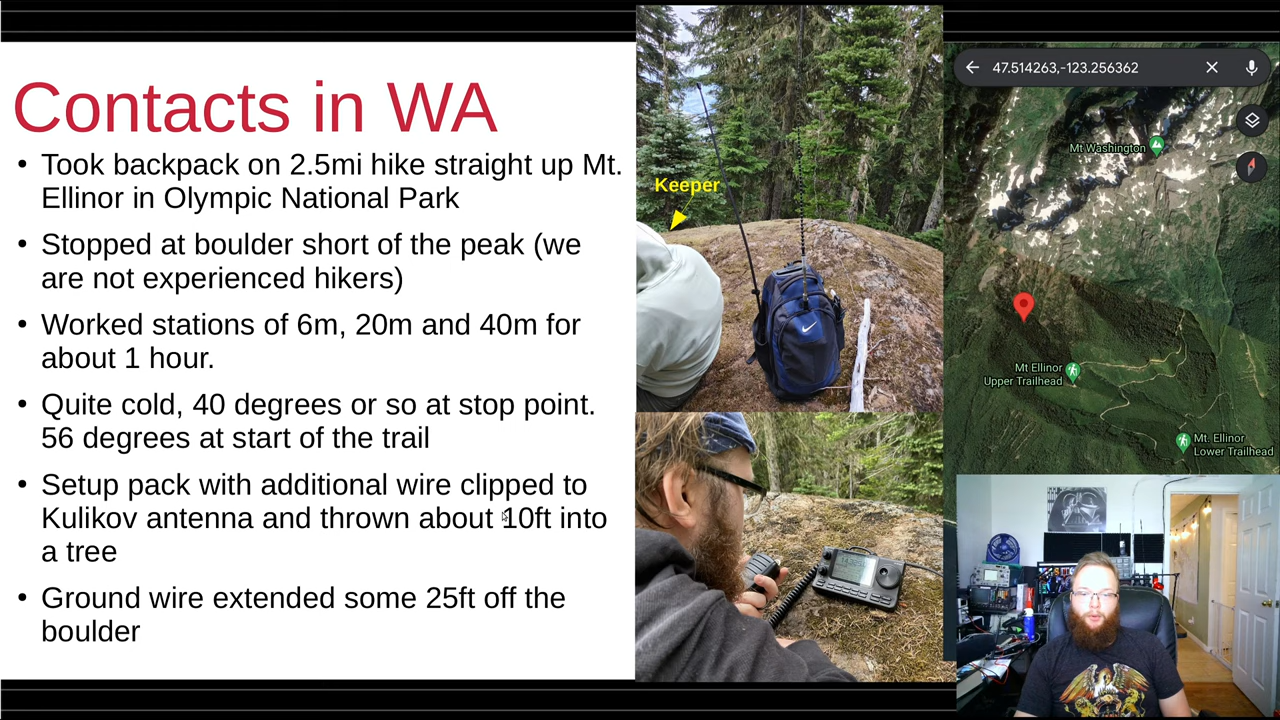 Contacts in WA
• Took backpack on 2.5mi hike straight up Mt.
Ellinor in Olympic National Park
• Stopped at boulder short of the peak (we
are not experienced hikers)
• Worked stations of 6m, 20m and 40m for
about 1 hour.
• Quite cold, 40 degrees or so at stop point.
56 degrees at start of the trail
• Setup pack with additional wire clipped to
Kulikov antenna and thrown about 10ft into
a tree
• Ground wire extended some 25ft off the
boulder
Keeper
47.514263,-123.256362
Mt Washington
Mt Ellinor
Upper Trailhead
Mt. Ellinor
Lower Trailhead